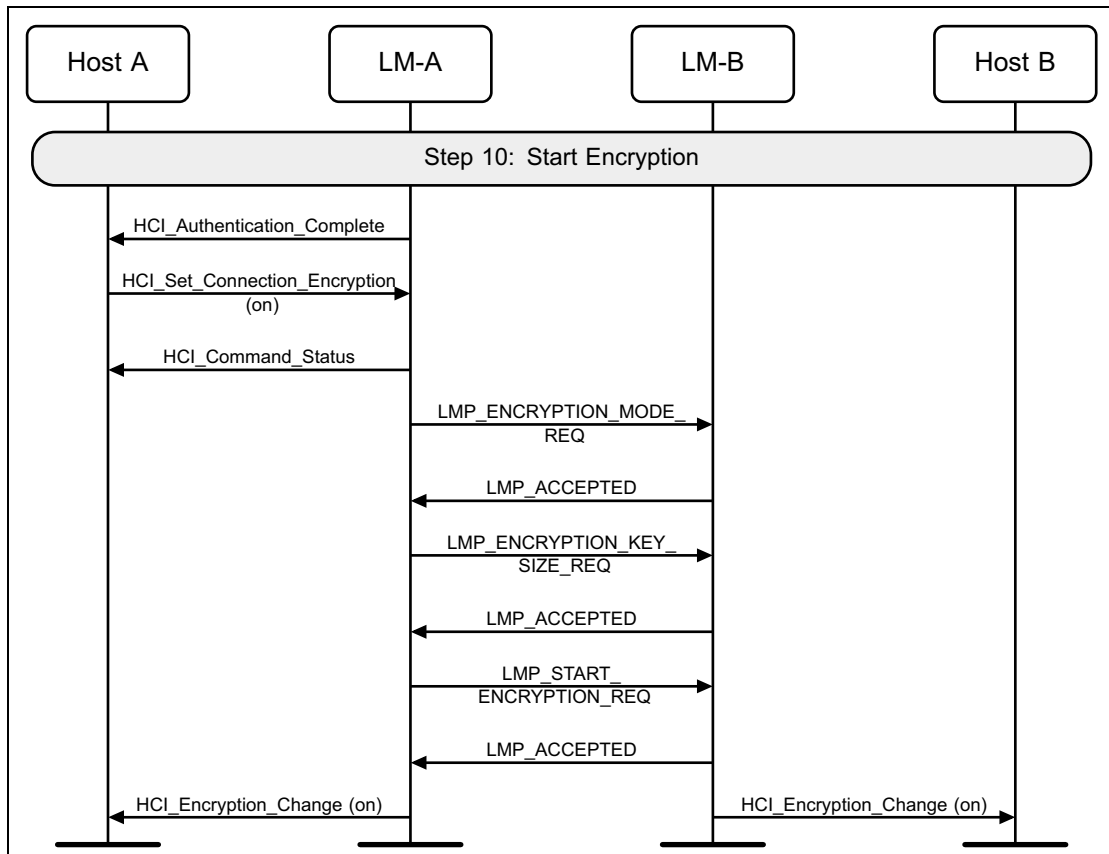 Host A
LM-A
LM-B
Host B
Step 10: Start Encryption
HCI_Authentication_Complete
HCI_Set_Connection_Encryption
(on)
HCI_Command_Status
LMP_ENCRYPTION_MODE_
REQ
LMP_ACCEPTED
LMP_ENCRYPTION_KEY_
SIZE_REQ
LMP_ACCEPTED
LMP_START_
ENCRYPTION_REQ
LMP_ACCEPTED
HCI_Encryption_Change (on)
HCI_Encryption_Change (on)